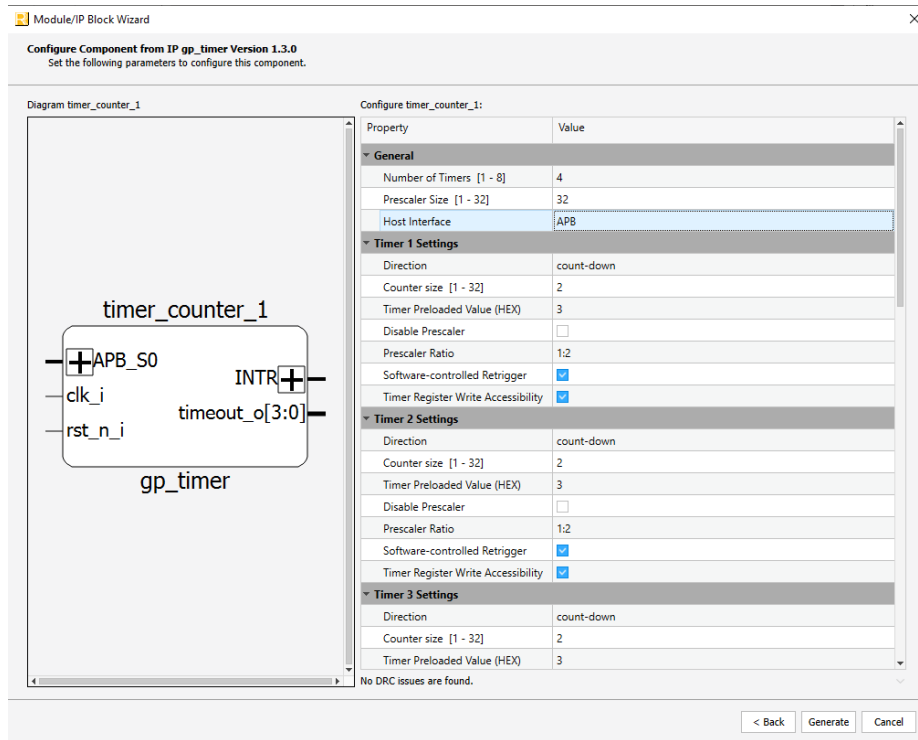 Module/IP Block Wizard
Configure Component from IP gp_timer Version 1.3.0
Set the following parameters to configure this component.
Diagram timer_counter_1
timer_counter_1
APB_S0
INTR
clk_i
timeout_o[3:0]
rst_n_i
gp_timer
Configure timer_counter_1:
Property Value
General
Number of Timers [1 - 8] 4
Prescaler Size [1 - 32] 32
Host Interface APB
Timer 1 Settings
Direction count-down
Counter size [1 - 32] 2
Timer Preloaded Value (HEX) 3
Disable Prescaler
Prescaler Ratio 1:2
Software-controlled Retrigger
Timer Register Write Accessibility
Timer 2 Settings
Direction count-down
Counter size [1 - 32] 2
Timer Preloaded Value (HEX) 3
Disable Prescaler
Prescaler Ratio 1:2
Software-controlled Retrigger
Timer Register Write Accessibility
Timer 3 Settings
Direction count-down
Counter size [1 - 32] 2
Timer Preloaded Value (HEX) 3
No DRC issues are found.
< Back Generate Cancel